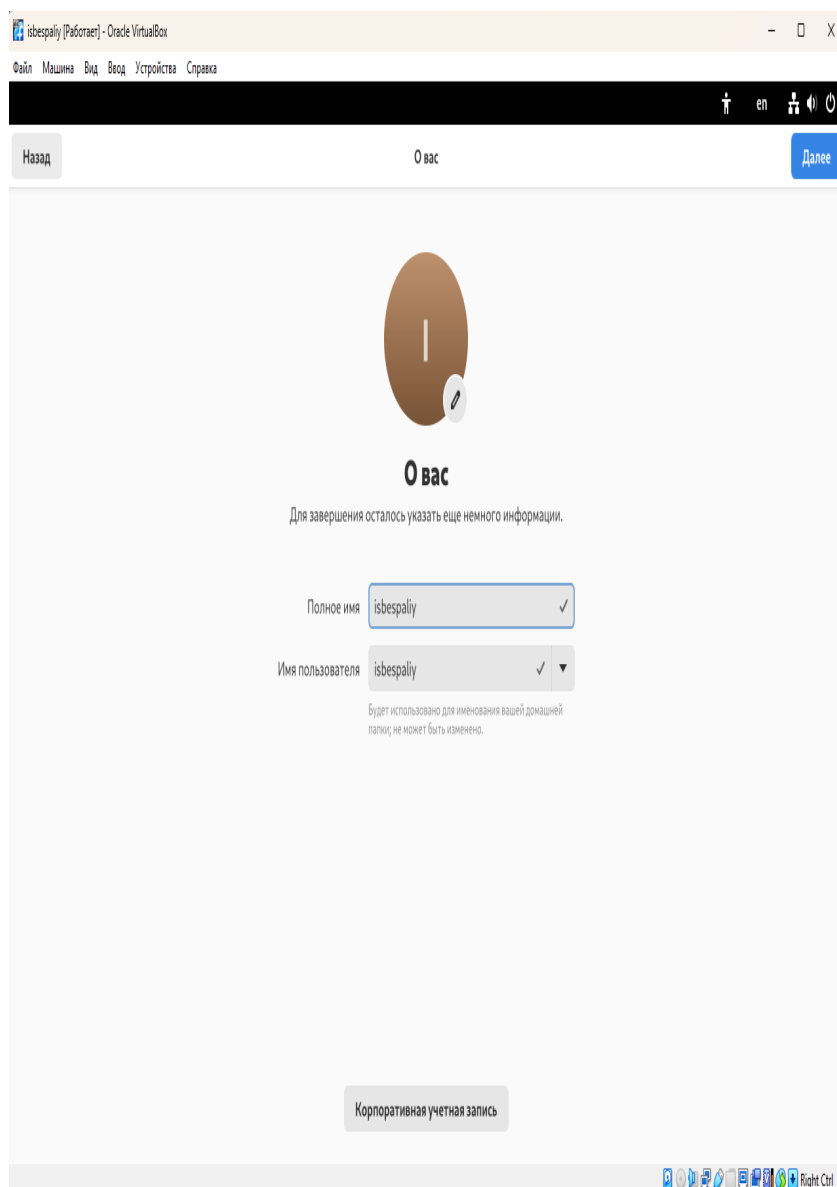 isbespaliy [Работает] - Oracle VirtualBox
Файл Машина Вид Ввод Устройства Справка
en
Назад
О вас
Далее
I
О вас
Для завершения осталось указать еще немного информации.
Полное имя isbespaliy
Имя пользователя isbespaliy
Будет использовано для именования вашей домашней
папки; не может быть изменено.
Корпоративная учетная запись
Right Ctrl